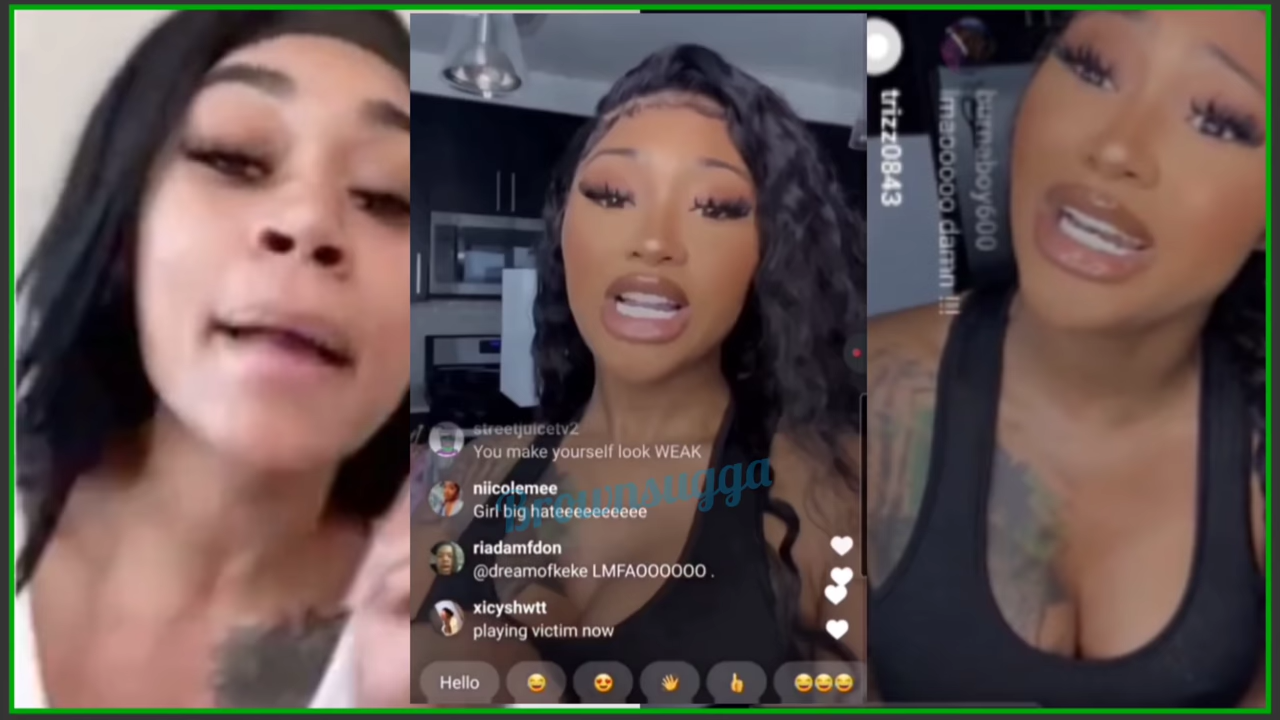 streetjuicetv2
You make yourself look WEAK
niicolemee
Girl big hateeeeeeeeee
riadamfdon
@dreamofkeke LMFAOOOOOO .
xicyshwtt
playing victim now
Hello
Brownsugga
trizz0843
lmaooooo damn !!!